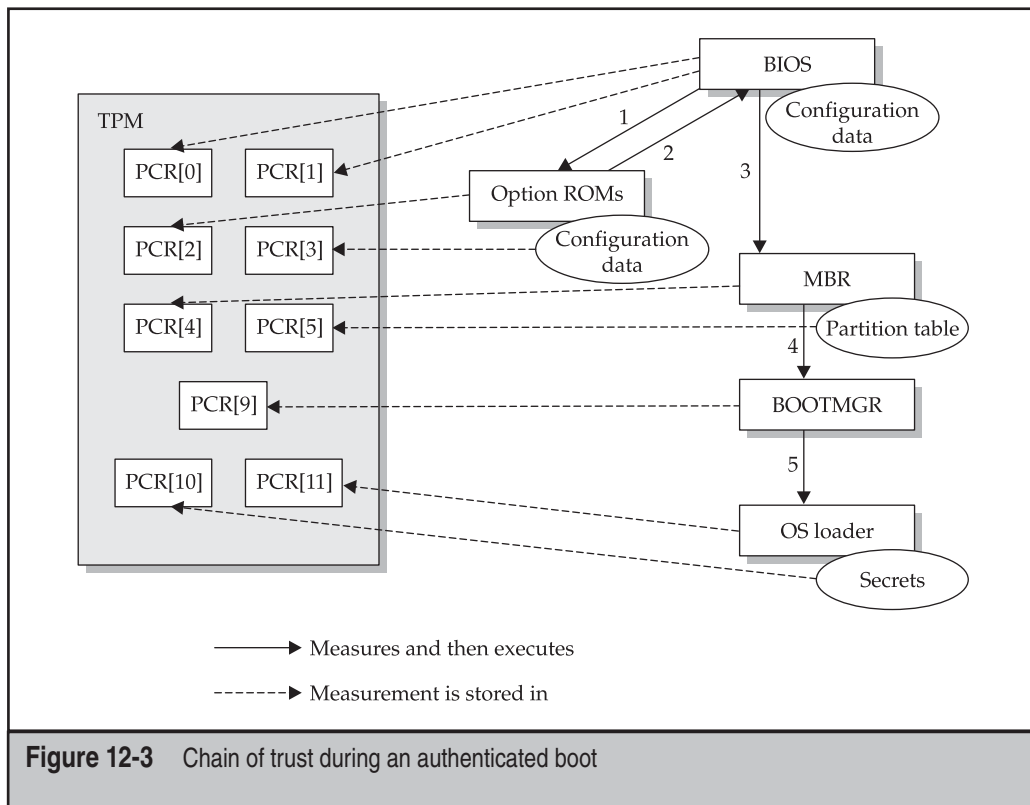 BIOS
Configuration
data
TPM
1
2
3
PCR[0]
PCR[1]
Option ROMs
Configuration
data
PCR[2]
PCR[3]
MBR
Partition table
PCR[4]
PCR[5]
4
PCR[9]
BOOTMGR
5
PCR[10]
PCR[11]
OS loader
Secrets
Measures and then executes
Measurement is stored in
Figure 12-3 Chain of trust during an authenticated boot